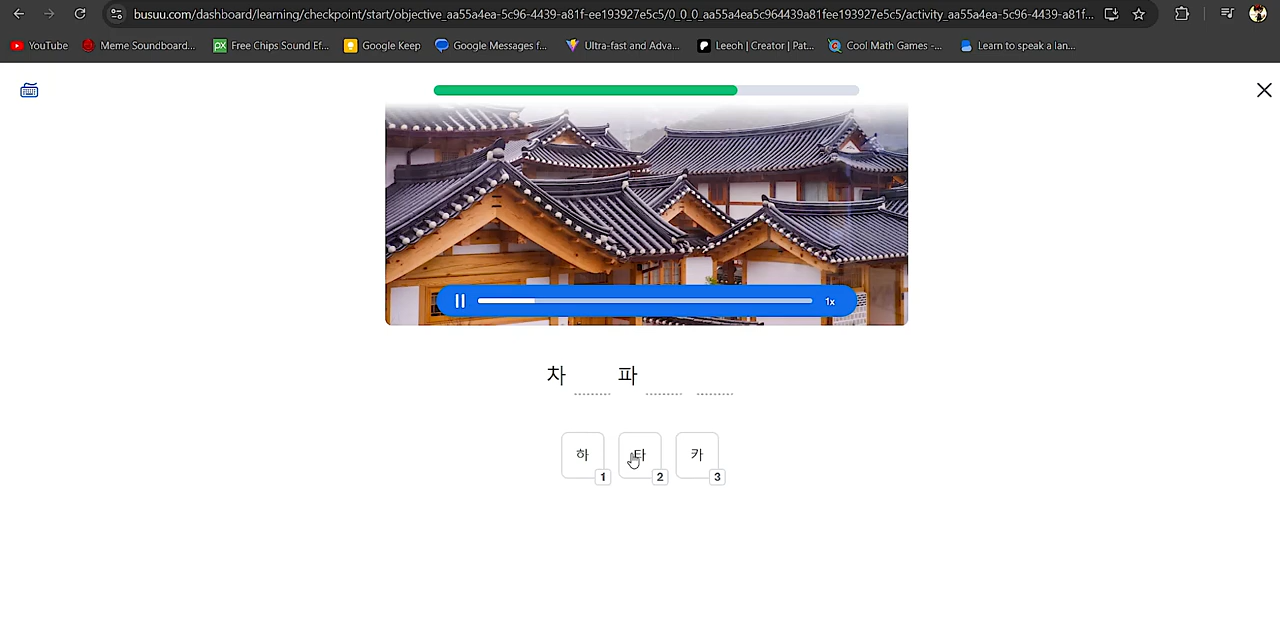 busuu.com/dashboard/learning/checkpoint/start/objective_aa55a4ea-5c96-4439-a81f-ee193927e5c5/0_0_0_aa55a4ea5c964439a81fee193927e5c5/activity_aa55a4ea-5c96-4439-a81f-ee193927e5c5/...
YouTube Meme Soundboard... Free Chips Sound Ef... Google Keep Google Messages f... Ultra-fast and Adva... Leeoh | Creator | Pat... Cool Math Games -... Learn to speak a lan...
1x
차 파
하 타 카
1 2 3